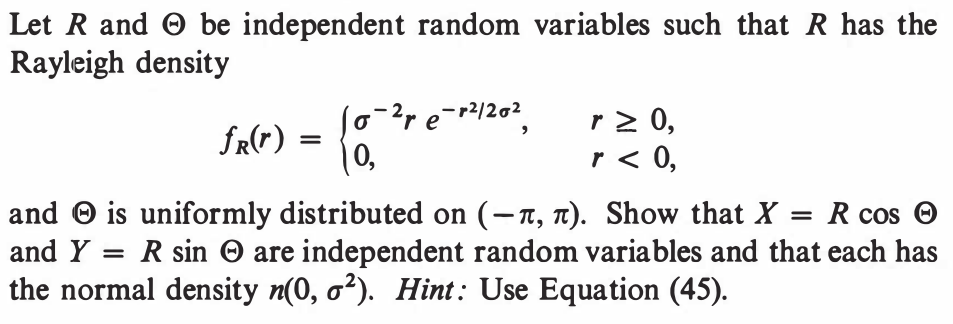 Let R and Θ be independent random variables such that R has the
Rayleigh density
f_R(r) = { σ⁻²r e^{-r²/2σ²}, r ≥ 0,
0, r < 0,
and Θ is uniformly distributed on (−π, π). Show that X = R cos Θ
and Y = R sin Θ are independent random variables and that each has
the normal density n(0, σ²). Hint: Use Equation (45).